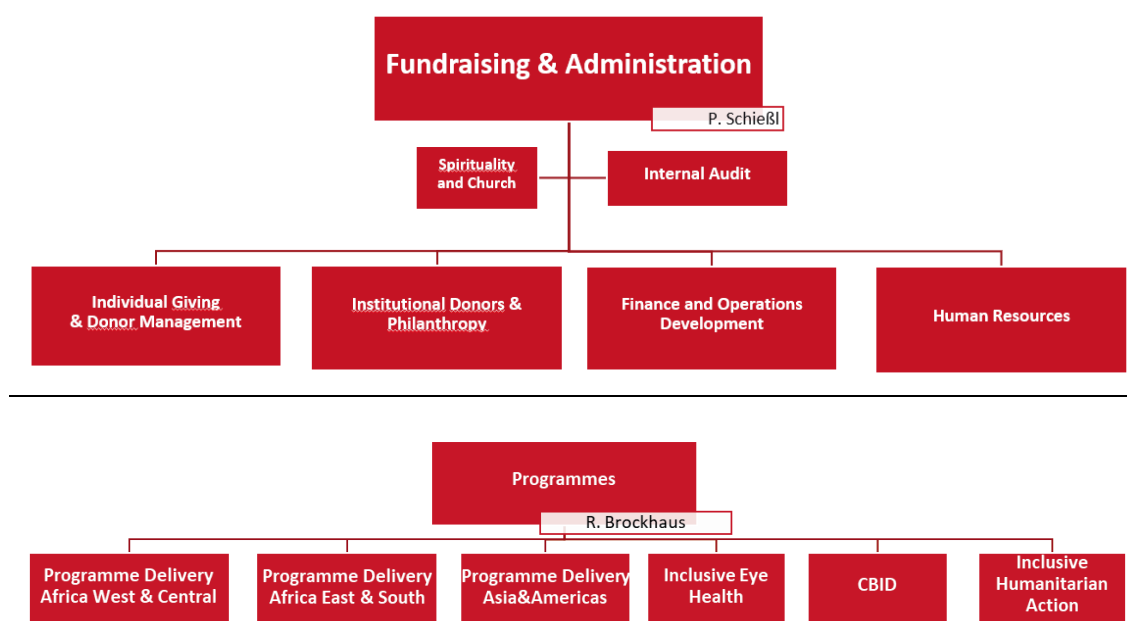 Fundraising & Administration
P. Schießl
Spirituality
and Church
Internal Audit
Individual Giving
& Donor Management
Institutional Donors &
Philanthropy
Finance and Operations
Development
Human Resources
Programmes
R. Brockhaus
Programme Delivery
Africa West & Central
Programme Delivery
Africa East & South
Programme Delivery
Asia&Americas
Inclusive Eye
Health
CBID
Inclusive
Humanitarian
Action